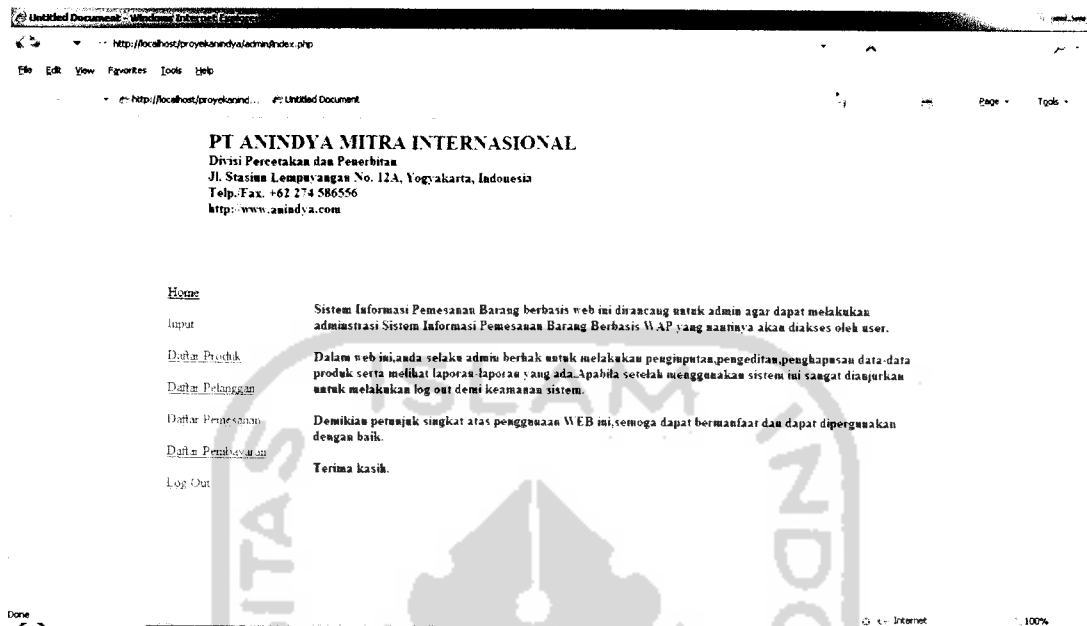 Untitled Document - Windows Internet Explorer
http://localhost/proyekanindya/admin/index.php
File Edit View Favorites Tools Help
http://localhost/proyekanind... Untitled Document
Page Tools
PT ANINDYA MITRA INTERNASIONAL
Divisi Percetakan dan Penerbitan
Jl. Stasiun Lempuyangan No. 12A, Yogyakarta, Indonesia
Telp./Fax. +62 274 586556
http://www.anindya.com
Home
Input
Daftar Produk
Daftar Pelanggan
Daftar Pemesanan
Daftar Pembayaran
Log Out
Sistem Informasi Pemesanan Barang berbasis web ini dirancang untuk admin agar dapat melakukan
adminstrasi Sistem Informasi Pemesanan Barang Berbasis WAP yang nantinya akan diakses oleh user.
Dalam web ini,anda selaku admin berhak untuk melakukan penginputan,pengeditan,penghapusan data-data
produk serta melihat laporan-laporan yang ada.Apabila setelah menggunakan sistem ini sangat dianjurkan
untuk melakukan log out demi keamanan sistem.
Demikian petunjuk singkat atas penggunaan WEB ini,semoga dapat bermanfaat dan dapat dipergunakan
dengan baik.
Terima kasih.
ISLAM
Done
Internet
100%